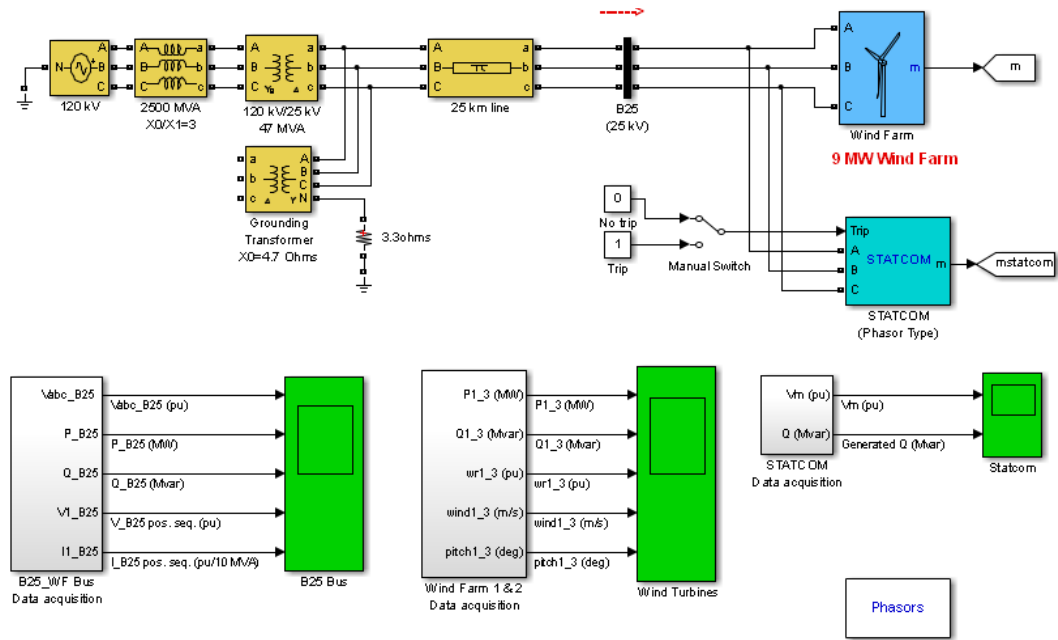 N
A
B
C
120 kV
A
B
C
a
b
c
2500 MVA
X0/X1=3
A
B
C
a
b
c
Yg
Δ
120 kV/25 kV
47 MVA
A
B
C
a
b
c
25 km line
B25
(25 kV)
A
B
C
m
Wind Farm
9 MW Wind Farm
m
a
b
c
A
B
C
N
Δ
Y
Grounding
Transformer
X0=4.7 Ohms
3.3ohms
0
No trip
1
Trip
Manual Switch
Trip
A
B
C
STATCOM
m
STATCOM
(Phasor Type)
mstatcom
Vabc_B25
P_B25
Q_B25
V1_B25
I1_B25
Vabc_B25 (pu)
P_B25 (MW)
Q_B25 (Mvar)
V_B25 pos. seq. (pu)
I_B25 pos. seq. (pu/10 MVA)
B25_WF Bus
Data acquisition
B25 Bus
P1_3 (MW)
Q1_3 (Mvar)
wr1_3 (pu)
wind1_3 (m/s)
pitch1_3 (deg)
P1_3 (MW)
Q1_3 (Mvar)
wr1_3 (pu)
wind1_3 (m/s)
pitch1_3 (deg)
Wind Farm 1 &2
Data acquisition
Wind Turbines
Vm (pu)
Q (Mvar)
Vm (pu)
Generated Q (Mvar)
STATCOM
Data acquisition
Statcom
Phasors